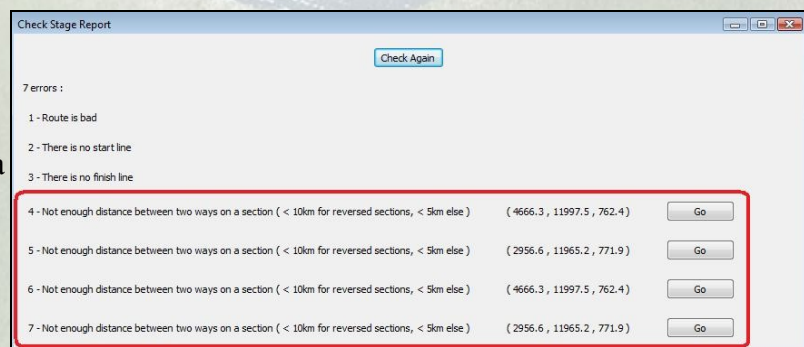 Check Stage Report
Check Again
7 errors :
1 - Route is bad
2 - There is no start line
3 - There is no finish line
4 - Not enough distance between two ways on a section ( < 10km for reversed sections, < 5km else ) ( 4666.3 , 11997.5 , 762.4 ) Go
5 - Not enough distance between two ways on a section ( < 10km for reversed sections, < 5km else ) ( 2956.6 , 11965.2 , 771.9 ) Go
6 - Not enough distance between two ways on a section ( < 10km for reversed sections, < 5km else ) ( 4666.3 , 11997.5 , 762.4 ) Go
7 - Not enough distance between two ways on a section ( < 10km for reversed sections, < 5km else ) ( 2956.6 , 11965.2 , 771.9 ) Go